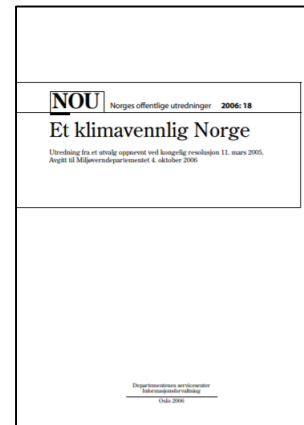 NOU Norges offentlige utredninger 2006: 18
Et klimavennlig Norge
Utredning fra et utvalg oppnevnt ved kongelig resolusjon 11. mars 2005.
Avgitt til Miljøverndepartementet 4. oktober 2006
Departementenes servicesenter
Informasjonsforvaltning
Oslo 2006